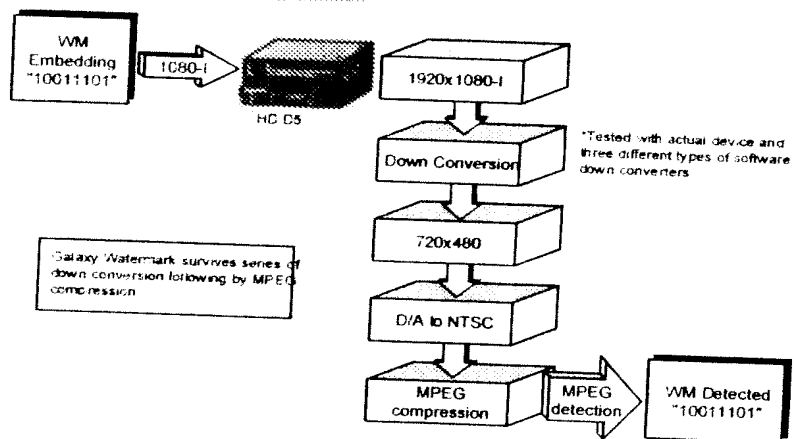 WM
Embedding
"10011101"
1080-I
HD D5
1920x1080-I
Down Conversion
*Tested with actual device and
three different types of software
down converters
720x480
Galaxy Watermark survives series of
down conversion following by MPEG
compression
D/A to NTSC
MPEG
compression
MPEG
detection
WM Detected
"10011101"